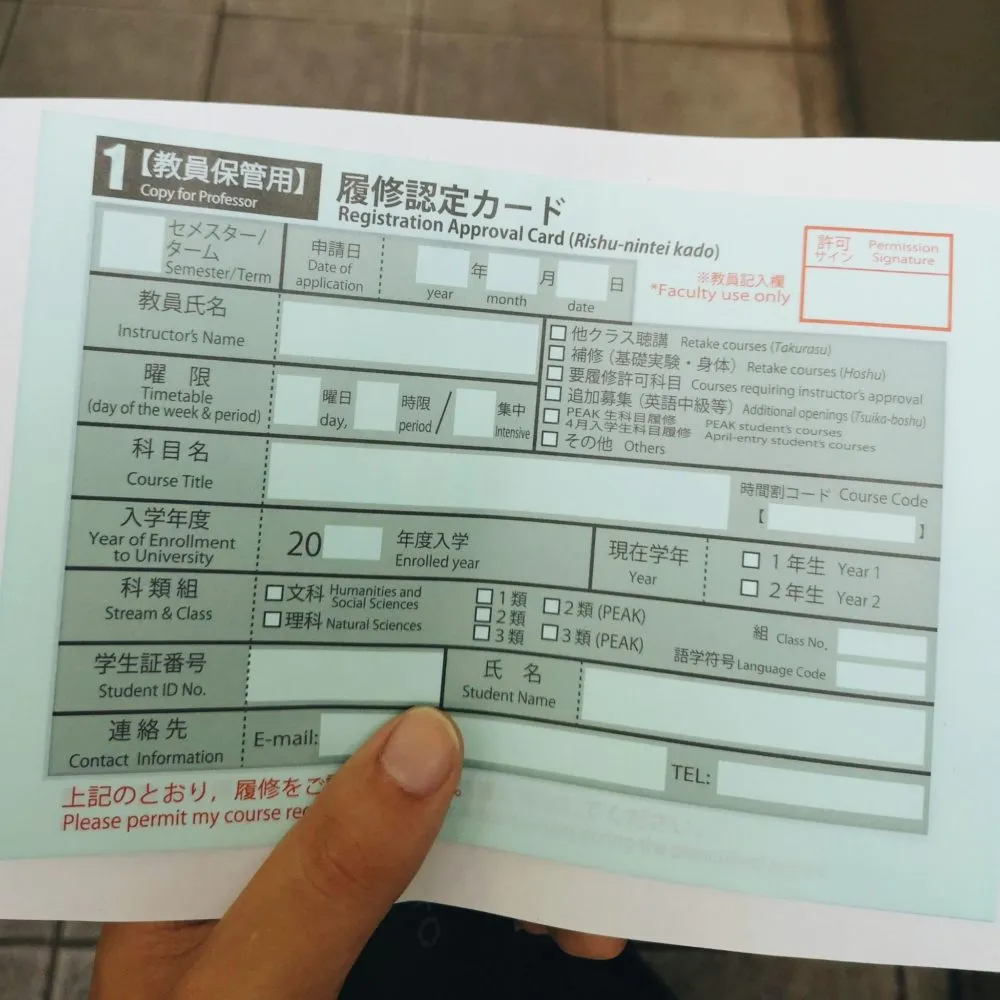 1【教員保管用】
Copy for Professor
履修認定カード
Registration Approval Card (Rishu-nintei kado)
セメスター/
ターム
Semester/Term
申請日
Date of
application
年 月 日
year month date
※教員記入欄
*Faculty use only
許可 Permission
サイン Signature
教員氏名
Instructor's Name
他クラス聴講 Retake courses (Takurasu)
補修（基礎実験・身体） Retake courses (Hoshu)
要履修許可科目 Courses requiring instructor's approval
追加募集（英語中級等） Additional openings (Tsuika-boshu)
PEAK 生科目履修 PEAK student's courses
4月入学生科目履修 April-entry student's courses
その他 Others
曜 限
Timetable
(day of the week & period)
曜日 時限 / 集中
day, period Intensive
科目名
Course Title
時間割コード Course Code
【 】
入学年度
Year of Enrollment
to University
20 年度入学
Enrolled year
現在学年
Year
1年生 Year 1
2年生 Year 2
科類組
Stream & Class
文科 Humanities and
Social Sciences
理科 Natural Sciences
1類
2類
3類
2類 (PEAK)
3類 (PEAK)
組 Class No.
語学符号 Language Code
学生証番号
Student ID No.
氏 名
Student Name
連絡先
Contact Information
E-mail:
TEL:
上記のとおり，履修をご
Please permit my course